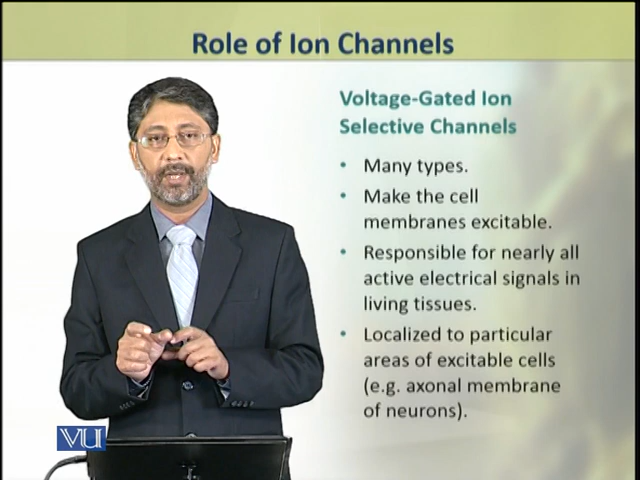 Role of Ion Channels
Voltage-Gated Ion
Selective Channels
• Many types.
• Make the cell
membranes excitable.
• Responsible for nearly all
active electrical signals in
living tissues.
• Localized to particular
areas of excitable cells
(e.g. axonal membrane
of neurons).
VU